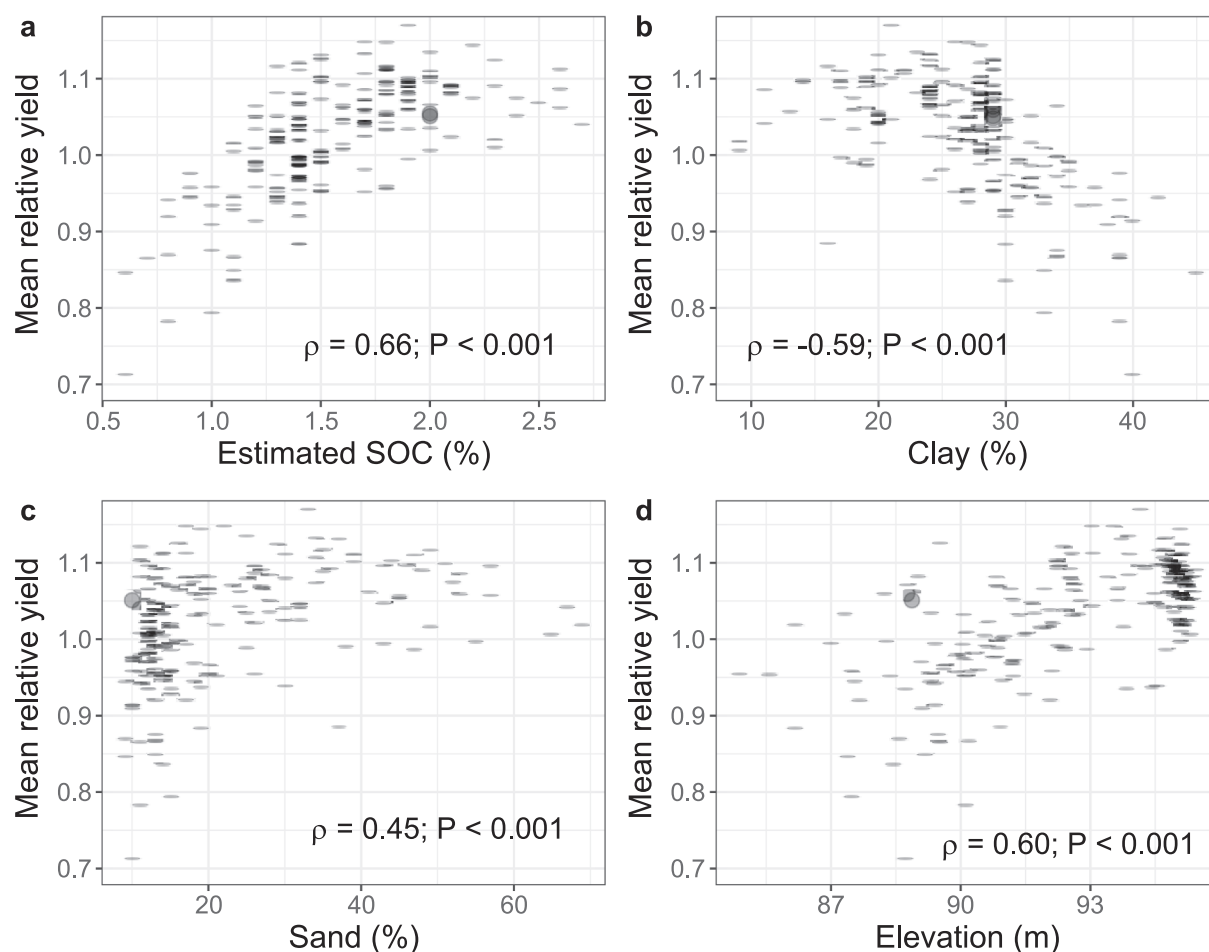 a
Mean relative yield
1.1
1.0
0.9
0.8
0.7
ρ = 0.66; P < 0.001
0.5 1.0 1.5 2.0 2.5
Estimated SOC (%)
b
Mean relative yield
1.1
1.0
0.9
0.8
0.7
ρ = -0.59; P < 0.001
10 20 30 40
Clay (%)
c
Mean relative yield
1.1
1.0
0.9
0.8
0.7
ρ = 0.45; P < 0.001
20 40 60
Sand (%)
d
Mean relative yield
1.1
1.0
0.9
0.8
0.7
ρ = 0.60; P < 0.001
87 90 93
Elevation (m)